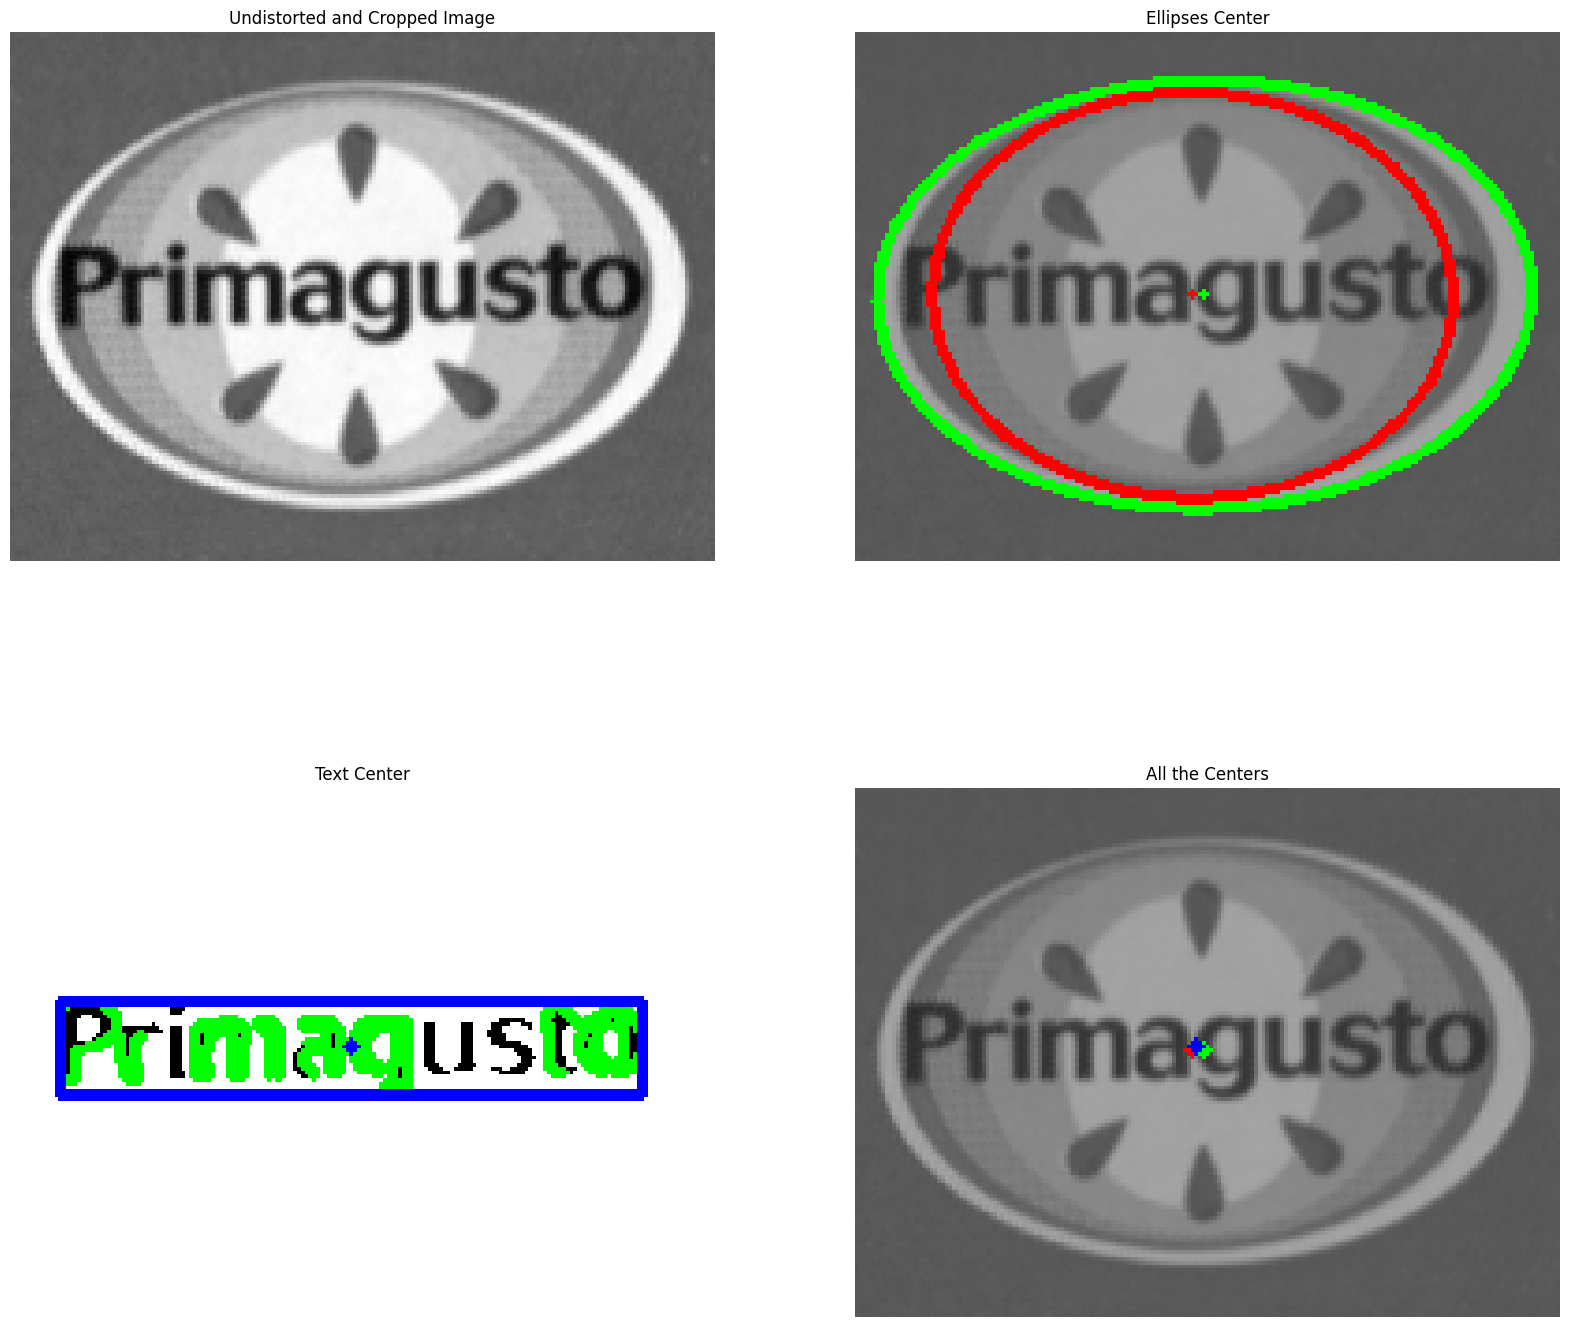 Undistorted and Cropped Image
Ellipses Center
Primagusto
Primagusto
Text Center
All the Centers
Primagusto
Primagusto